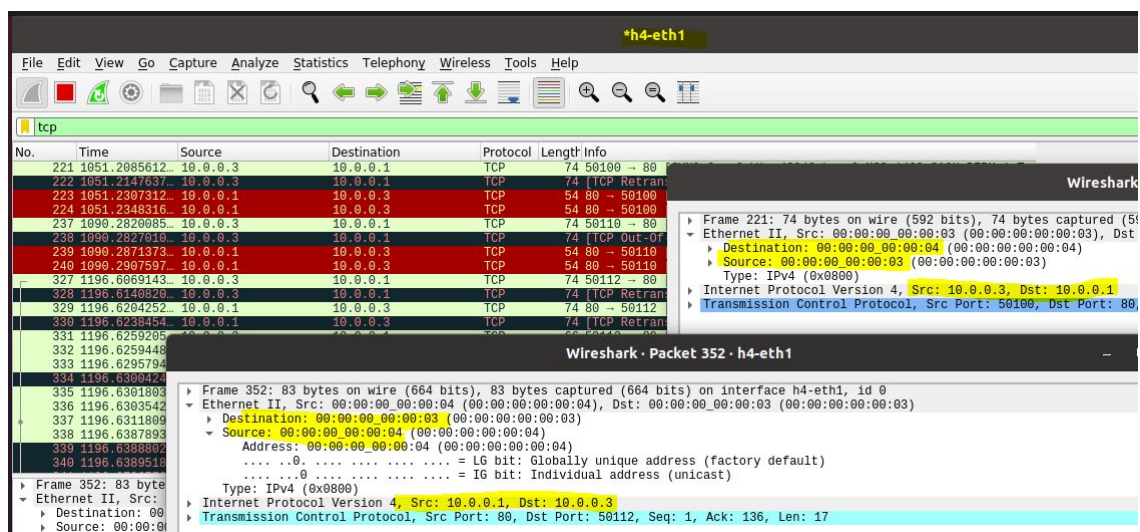 *h4-eth1
File Edit View Go Capture Analyze Statistics Telephony Wireless Tools Help
tcp
No. Time Source Destination Protocol Length Info
221 1051.2085612… 10.0.0.3 10.0.0.1 TCP 74 50100 → 80
222 1051.2147637… 10.0.0.3 10.0.0.1 TCP 74 [TCP Retran
223 1051.2307312… 10.0.0.1 10.0.0.3 TCP 54 80 → 50100
224 1051.2348316… 10.0.0.1 10.0.0.3 TCP 54 80 → 50100
237 1090.2820085… 10.0.0.3 10.0.0.1 TCP 74 50110 → 80
238 1090.2827010… 10.0.0.3 10.0.0.1 TCP 74 [TCP Out-Of
239 1090.2871373… 10.0.0.1 10.0.0.3 TCP 54 80 → 50110
240 1090.2907597… 10.0.0.1 10.0.0.3 TCP 54 80 → 50110
327 1196.6069143… 10.0.0.3 10.0.0.1 TCP 74 50112 → 80
328 1196.6140820… 10.0.0.3 10.0.0.1 TCP 74 [TCP Retran
329 1196.6204252… 10.0.0.1 10.0.0.3 TCP 74 80 → 50112
330 1196.6238454… 10.0.0.1 10.0.0.3 TCP 74 [TCP Retran
331 1196.6259205
332 1196.6259448
333 1196.6295794
334 1196.6300424
335 1196.6301803
336 1196.6303542
337 1196.6311809
338 1196.6387893
339 1196.6388802
340 1196.6389518
Frame 352: 83 byte
Ethernet II, Src:
Destination: 00
Source: 00:00:0
Wireshark
Frame 221: 74 bytes on wire (592 bits), 74 bytes captured (59
Ethernet II, Src: 00:00:00_00:00:03 (00:00:00:00:00:03), Dst
Destination: 00:00:00_00:00:04 (00:00:00:00:00:04)
Source: 00:00:00_00:00:03 (00:00:00:00:00:03)
Type: IPv4 (0x0800)
Internet Protocol Version 4, Src: 10.0.0.3, Dst: 10.0.0.1
Transmission Control Protocol, Src Port: 50100, Dst Port: 80,
Wireshark · Packet 352 · h4-eth1
Frame 352: 83 bytes on wire (664 bits), 83 bytes captured (664 bits) on interface h4-eth1, id 0
Ethernet II, Src: 00:00:00_00:00:04 (00:00:00:00:00:04), Dst: 00:00:00_00:00:03 (00:00:00:00:00:03)
Destination: 00:00:00_00:00:03 (00:00:00:00:00:03)
Source: 00:00:00_00:00:04 (00:00:00:00:00:04)
Address: 00:00:00_00:00:04 (00:00:00:00:00:04)
.... ..0. .... .... .... .... = LG bit: Globally unique address (factory default)
.... ...0 .... .... .... .... = IG bit: Individual address (unicast)
Type: IPv4 (0x0800)
Internet Protocol Version 4, Src: 10.0.0.1, Dst: 10.0.0.3
Transmission Control Protocol, Src Port: 80, Dst Port: 50112, Seq: 1, Ack: 136, Len: 17